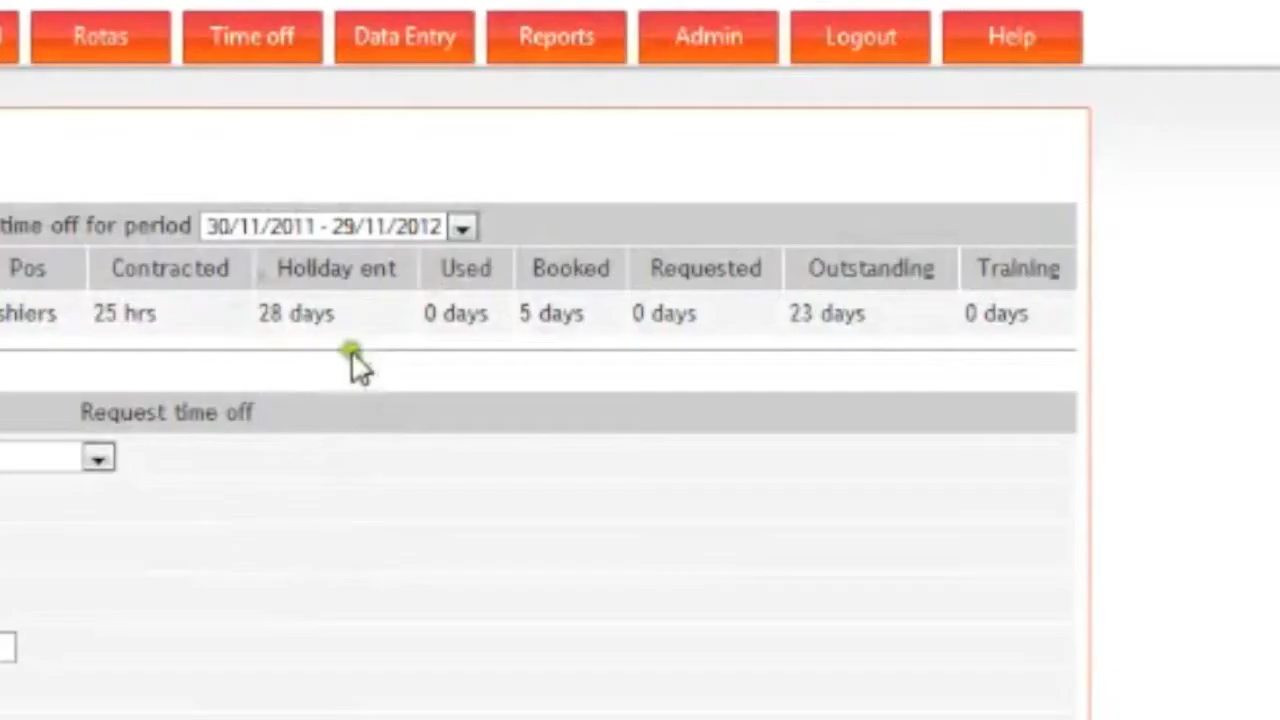 Rotas Time off Data Entry Reports Admin Logout Help
time off for period 30/11/2011 - 29/11/2012
Pos Contracted Holiday ent Used Booked Requested Outstanding Training
shiers 25 hrs 28 days 0 days 5 days 0 days 23 days 0 days
Request time off